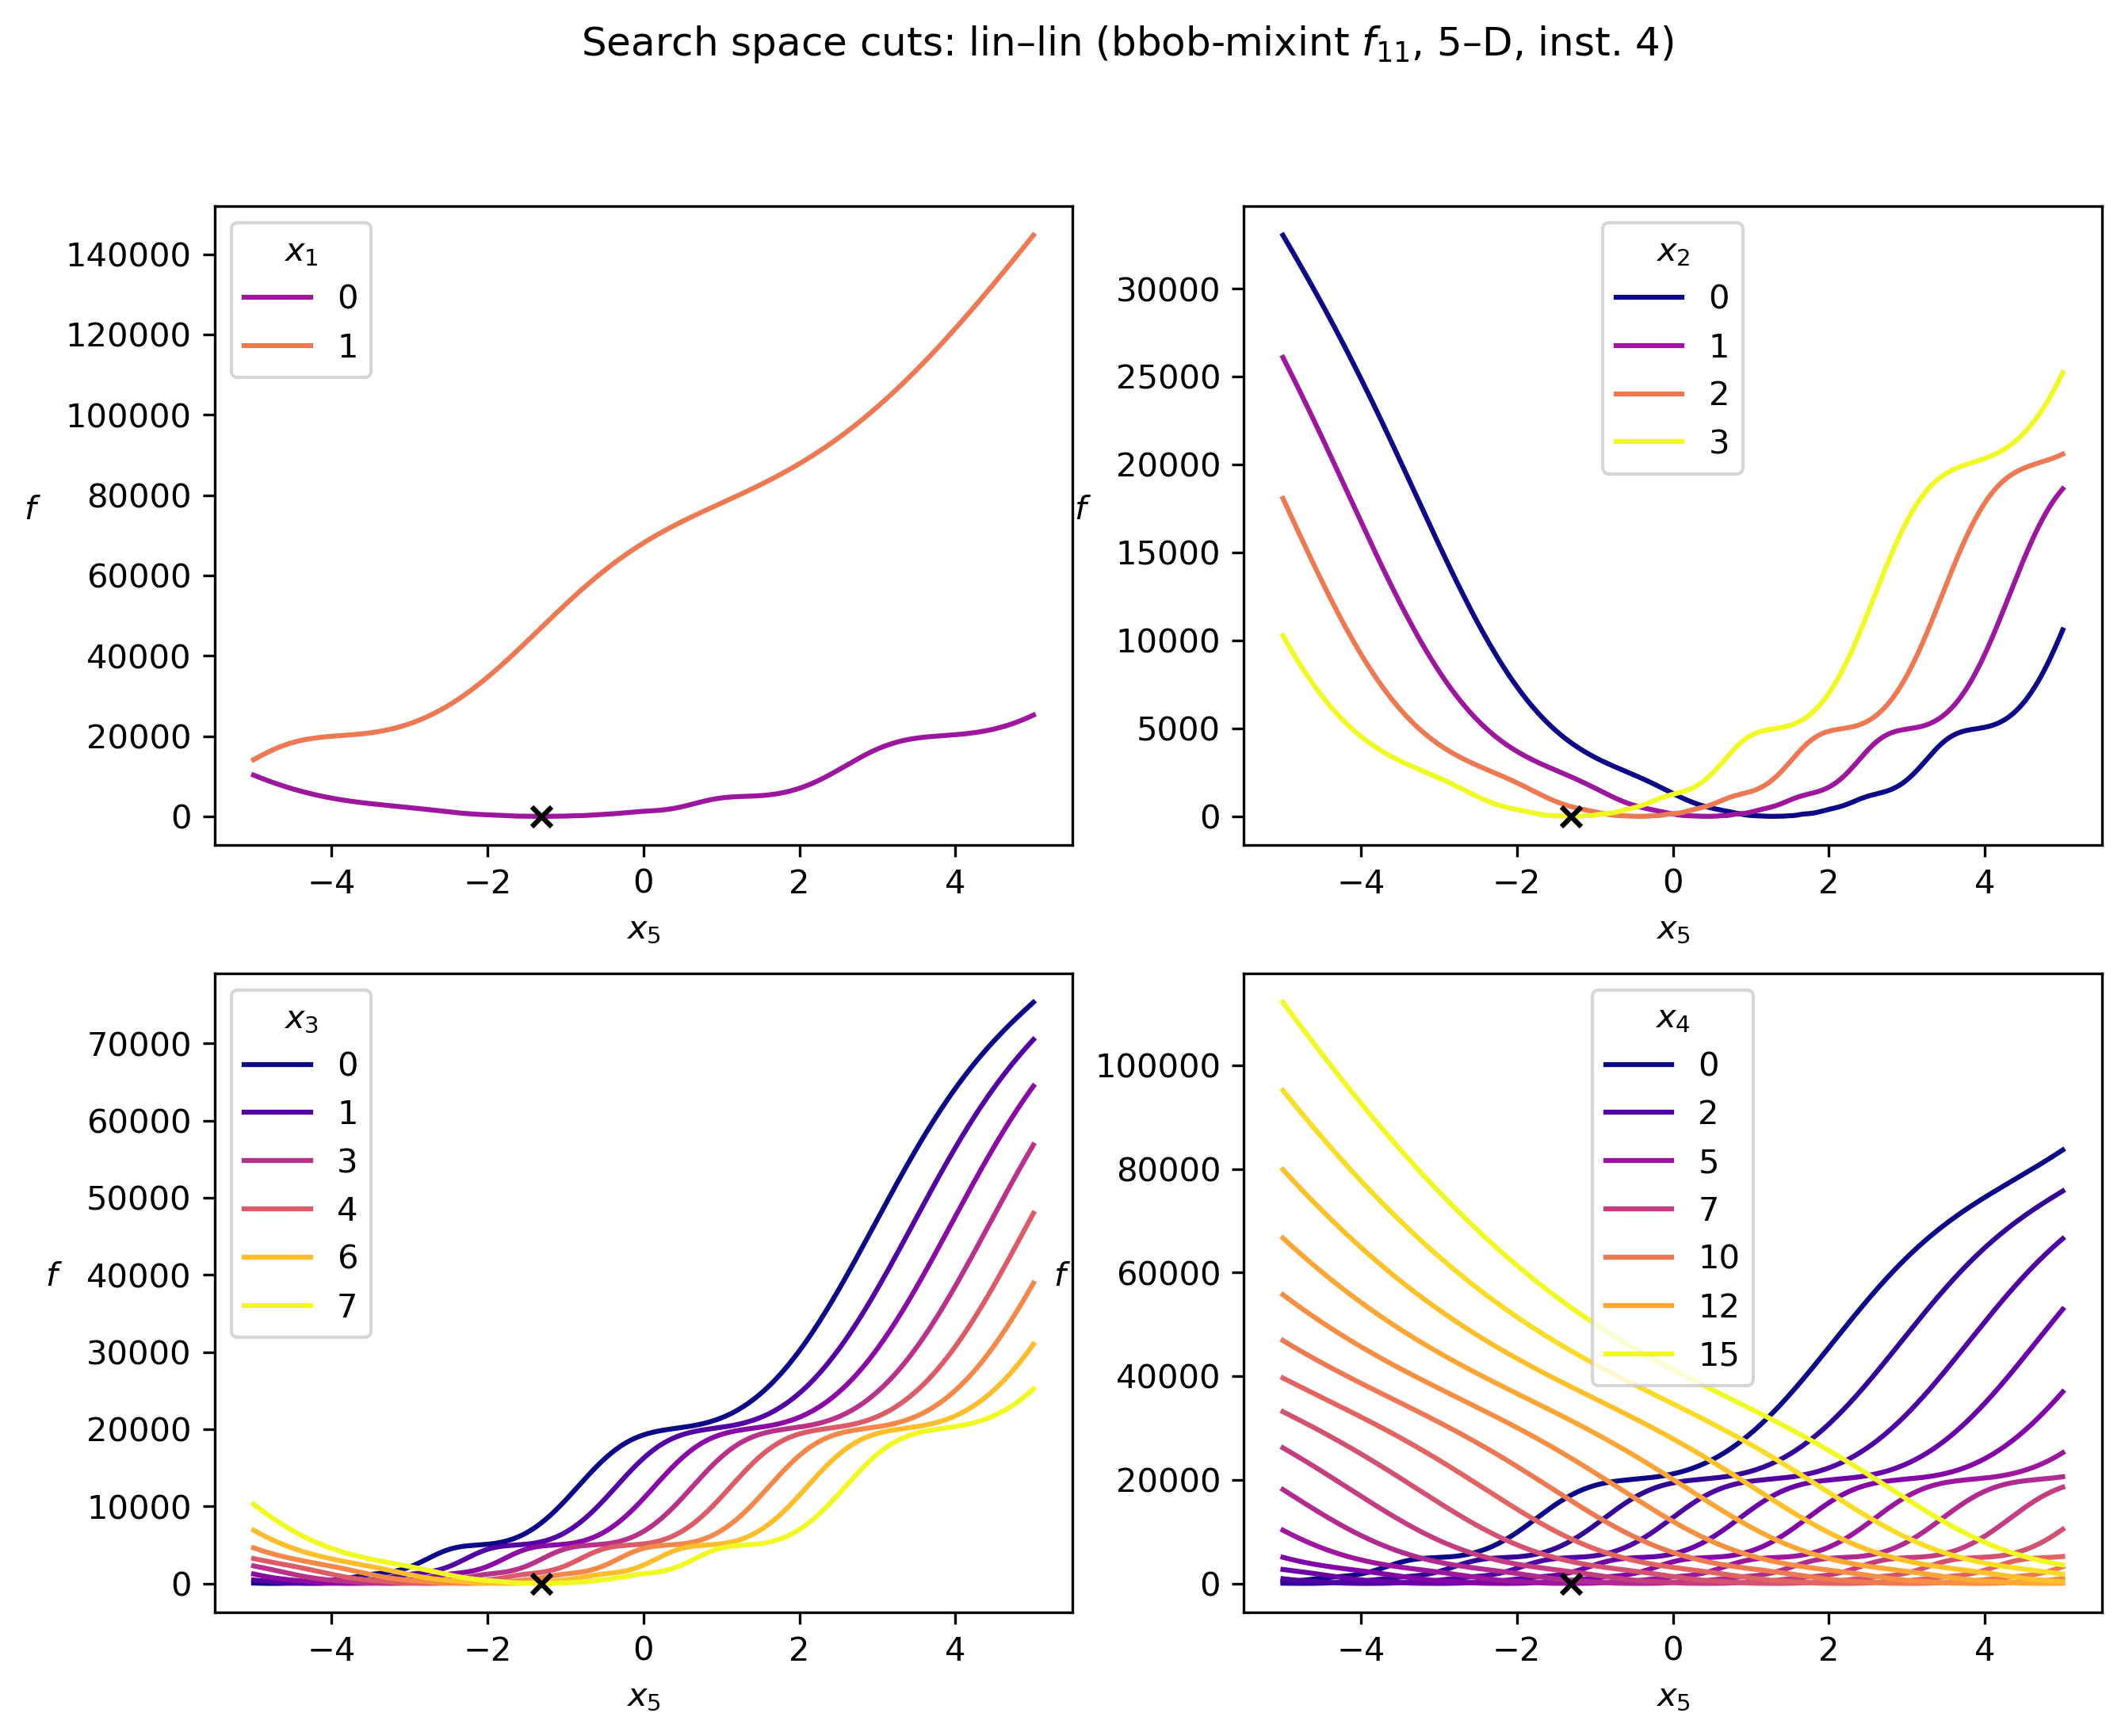 Search space cuts: lin–lin (bbob-mixint f₁₁, 5–D, inst. 4)
140000
120000
100000
80000
60000
40000
20000
0
f
x₁
0
1
−4 −2 0 2 4
x₅
30000
25000
20000
15000
10000
5000
0
f
x₂
0
1
2
3
−4 −2 0 2 4
x₅
70000
60000
50000
40000
30000
20000
10000
0
f
x₃
0
1
3
4
6
7
−4 −2 0 2 4
x₅
100000
80000
60000
40000
20000
0
f
x₄
0
2
5
7
10
12
15
−4 −2 0 2 4
x₅